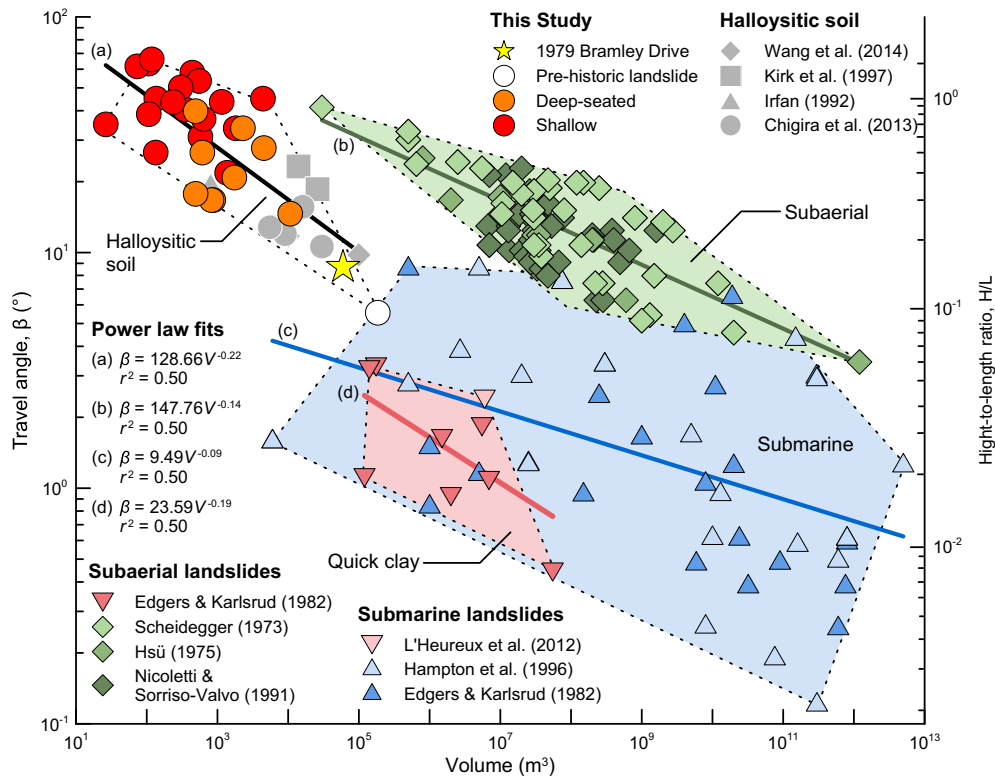 This Study
1979 Bramley Drive
Pre-historic landslide
Deep-seated
Shallow
Halloysitic soil
Wang et al. (2014)
Kirk et al. (1997)
Irfan (1992)
Chigira et al. (2013)
(a)
(b)
Subaerial
Halloysitic
soil
(c)
(d)
Submarine
Quick clay
Power law fits
(a) β = 128.66V^-0.22
r² = 0.50
(b) β = 147.76V^-0.14
r² = 0.50
(c) β = 9.49V^-0.09
r² = 0.50
(d) β = 23.59V^-0.19
r² = 0.50
Subaerial landslides
Edgers & Karlsrud (1982)
Scheidegger (1973)
Hsü (1975)
Nicoletti &
Sorriso-Valvo (1991)
Submarine landslides
L'Heureux et al. (2012)
Hampton et al. (1996)
Edgers & Karlsrud (1982)
Travel angle, β (°)
10²
10¹
10⁰
10⁻¹
Hight-to-length ratio, H/L
10⁰
10⁻¹
10⁻²
10¹ 10³ 10⁵ 10⁷ 10⁹ 10¹¹ 10¹³
Volume (m³)